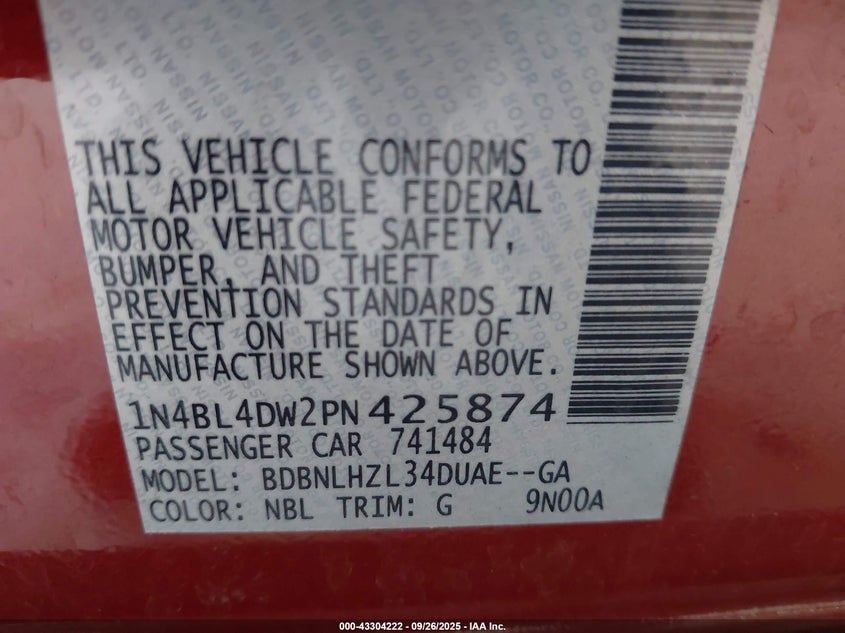 THIS VEHICLE CONFORMS TO
ALL APPLICABLE FEDERAL
MOTOR VEHICLE SAFETY,
BUMPER, AND THEFT
PREVENTION STANDARDS IN
EFFECT ON THE DATE OF
MANUFACTURE SHOWN ABOVE.
1N4BL4DW2PN 425874
PASSENGER CAR 741484
MODEL: BDBNLHZL34DUAE--GA
COLOR: NBL TRIM: G 9N00A
000-43304222 - 09/26/2025 - IAA Inc.